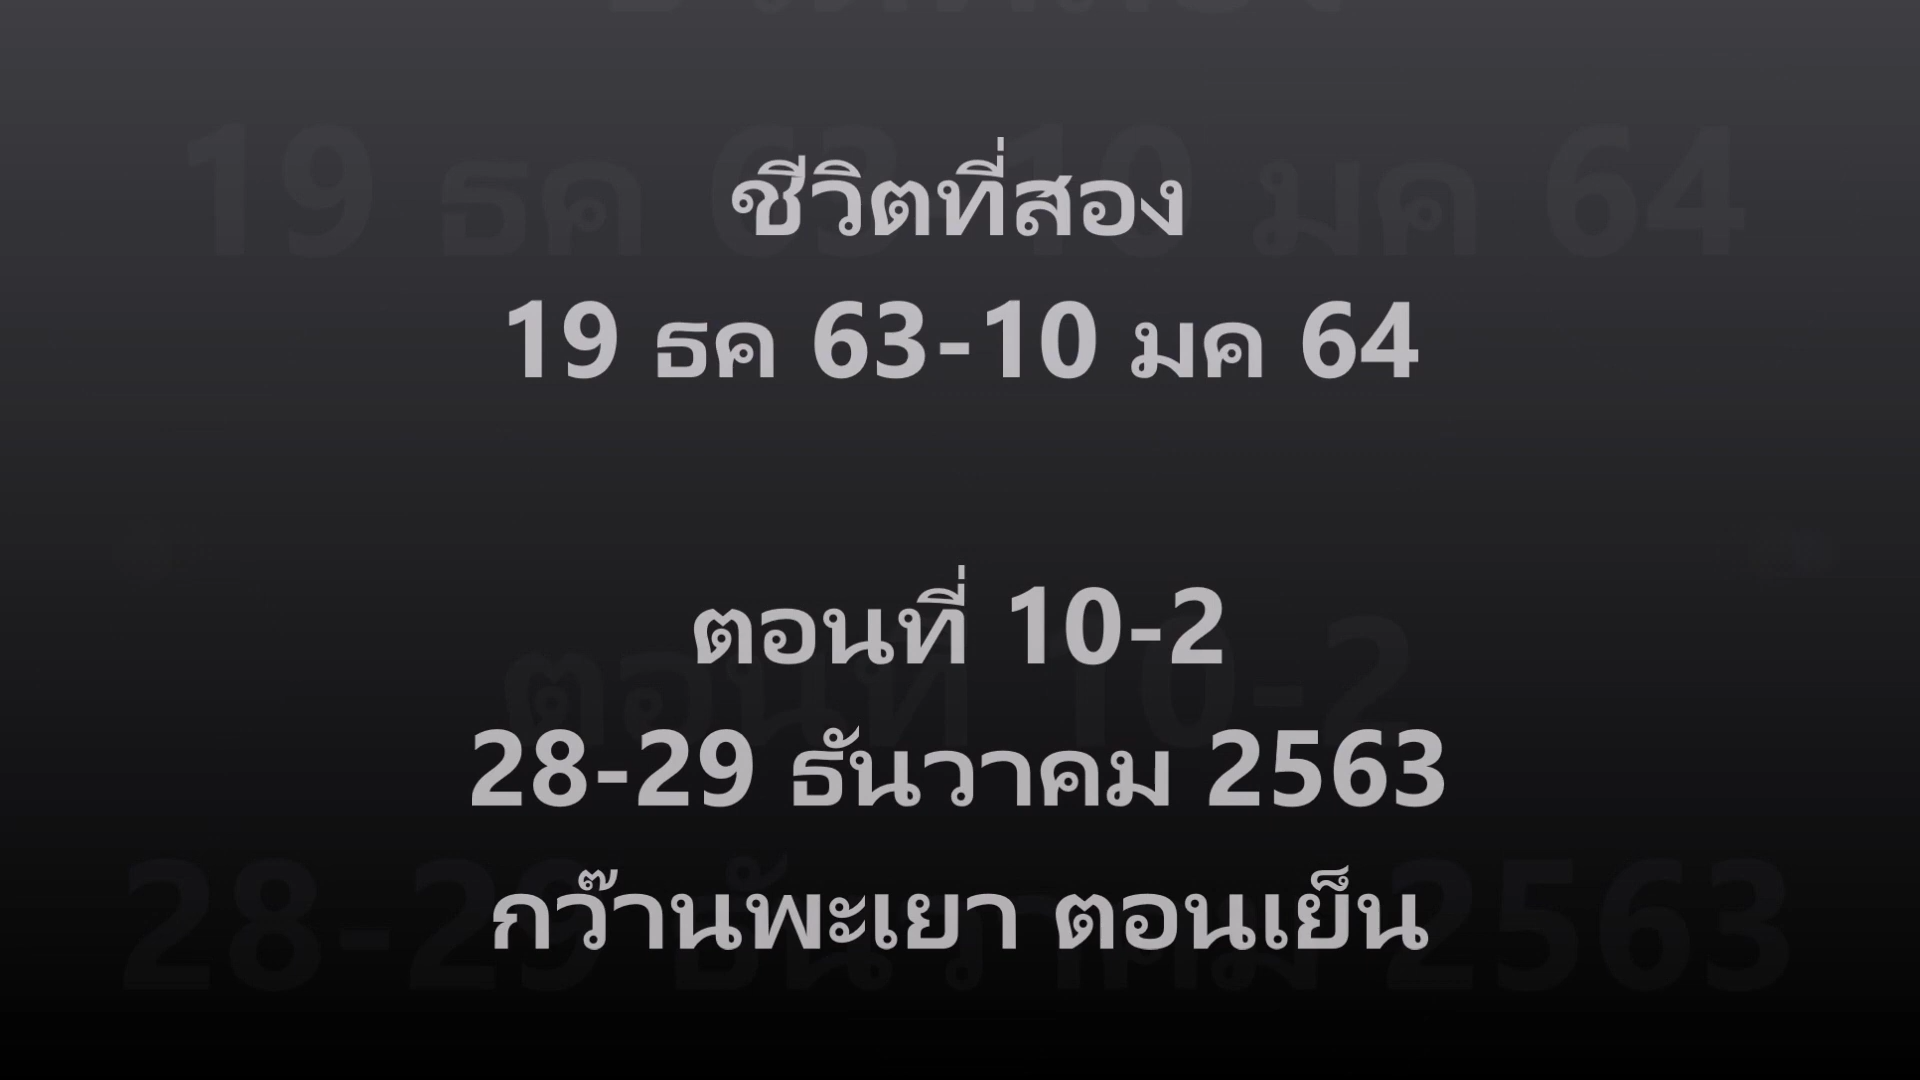 ชีวิตที่สอง
19 ธค 63-10 มค 64
ตอนที่ 10-2
28-29 ธันวาคม 2563
กว๊านพะเยา ตอนเย็น